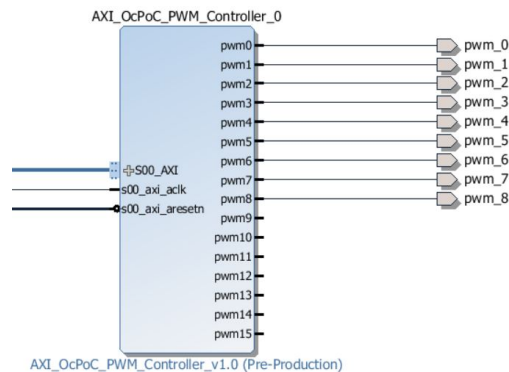 AXI_OcPoC_PWM_Controller_0
pwm0 pwm_0
pwm1 pwm_1
pwm2 pwm_2
pwm3 pwm_3
pwm4 pwm_4
pwm5 pwm_5
S00_AXI pwm6 pwm_6
s00_axi_aclk pwm7 pwm_7
s00_axi_aresetn pwm8 pwm_8
pwm9
pwm10
pwm11
pwm12
pwm13
pwm14
pwm15
AXI_OcPoC_PWM_Controller_v1.0 (Pre-Production)